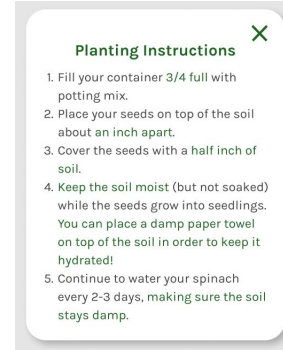 Planting Instructions
1. Fill your container 3/4 full with
potting mix.
2. Place your seeds on top of the soil
about an inch apart.
3. Cover the seeds with a half inch of
soil.
4. Keep the soil moist (but not soaked)
while the seeds grow into seedlings.
You can place a damp paper towel
on top of the soil in order to keep it
hydrated!
5. Continue to water your spinach
every 2-3 days, making sure the soil
stays damp.